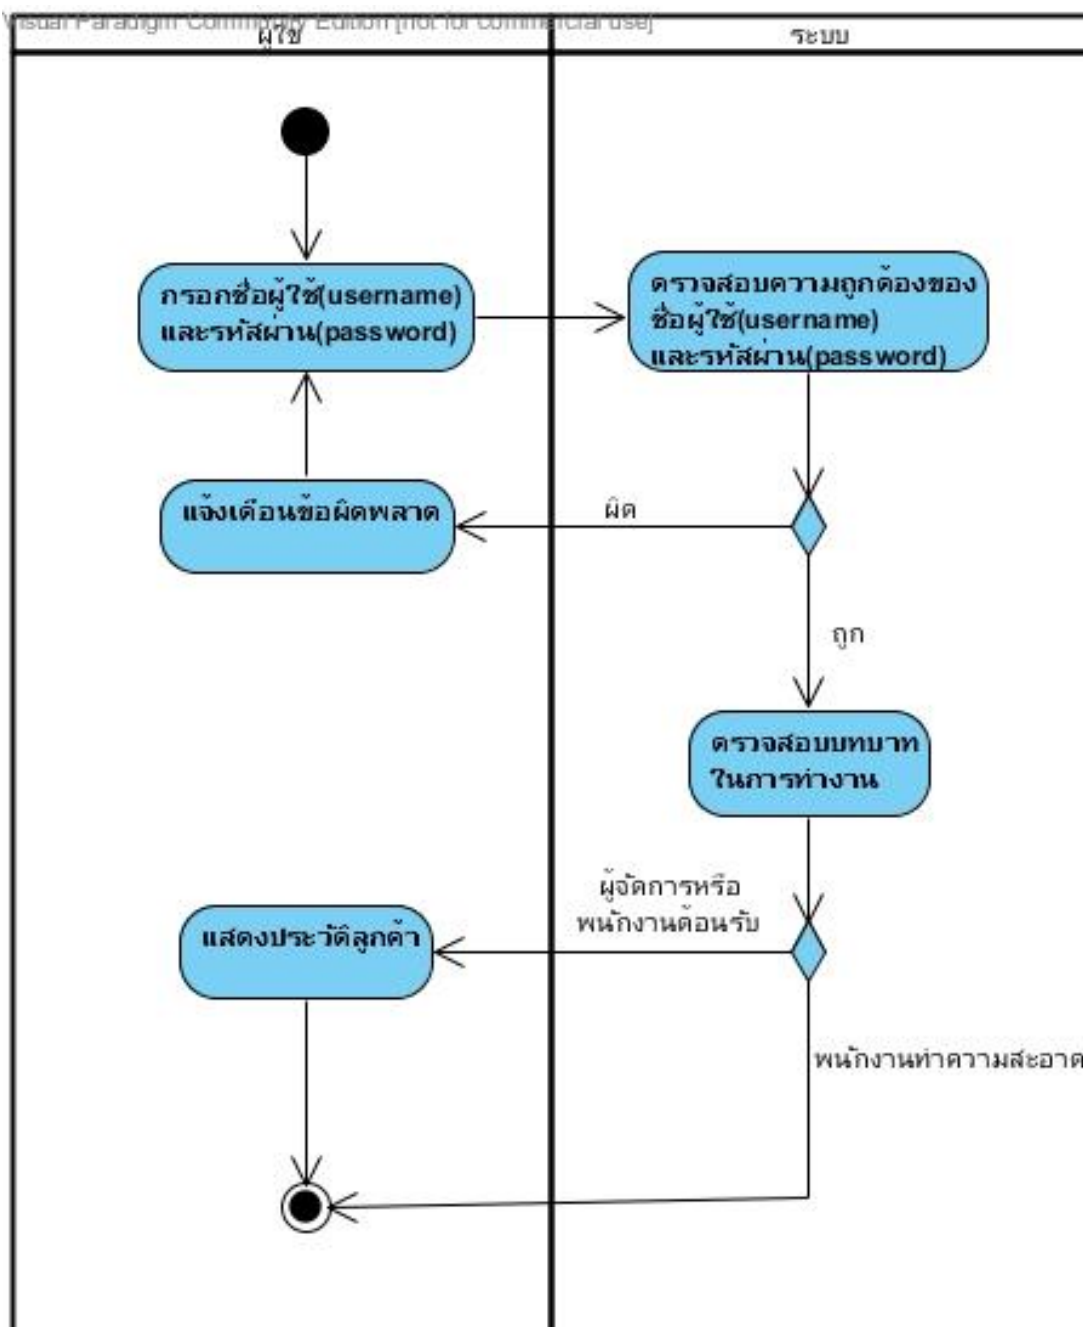 Visual Paradigm Community Edition [not for commercial use]
ผู้ใช้
ระบบ
กรอกชื่อผู้ใช้(username)
และรหัสผ่าน(password)
ตรวจสอบความถูกต้องของ
ชื่อผู้ใช้(username)
และรหัสผ่าน(password)
แจ้งเตือนข้อผิดพลาด
ผิด
ถูก
ตรวจสอบบทบาท
ในการทำงาน
ผู้จัดการหรือ
พนักงานต้อนรับ
แสดงประวัติลูกค้า
พนักงานทำความสะอาด